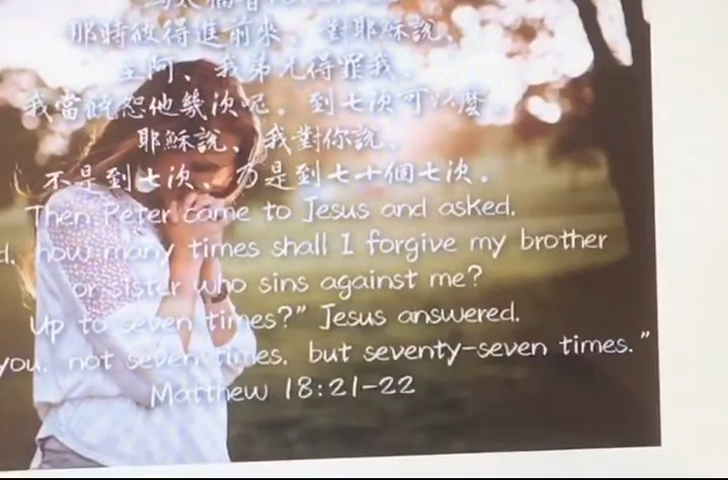 那時彼得進前來、對耶穌說、
主阿、我弟兄得罪我、
我當饒恕他幾次呢。到七次可以麼。
耶穌說、我對你說、
不是到七次、乃是到七十個七次。
Then Peter came to Jesus and asked,
how many times shall I forgive my brother
or sister who sins against me?
Up to seven times?" Jesus answered,
you, not seven times, but seventy-seven times."
Matthew 18:21-22